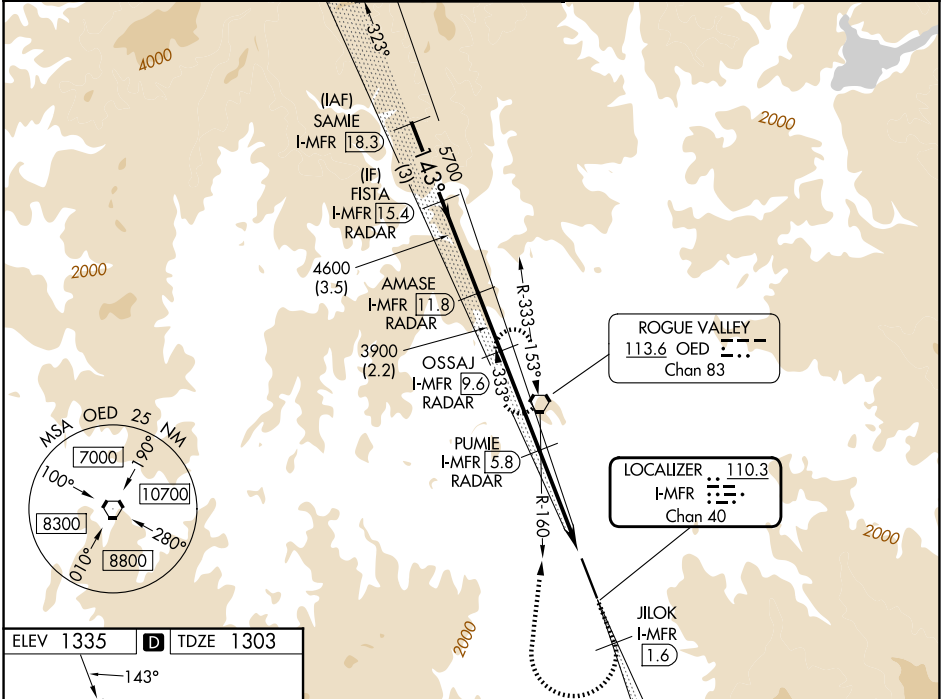 4000
323°
(IAF)
SAMIE
I-MFR 18.3
2000
5700
143°
(3)
(IF)
FISTA
I-MFR 15.4
RADAR
2000
4600
(3.5)
AMASE
I-MFR 11.8
RADAR
R-333
153°
3900
(2.2)
OSSAJ
I-MFR 9.6
RADAR
333°
ROGUE VALLEY
113.6 OED
Chan 83
MSA OED 25 NM
7000
190°
100°
10700
8300
280°
010°
8800
PUMIE
I-MFR 5.8
RADAR
R-160
LOCALIZER 110.3
I-MFR
Chan 40
2000
2000
JILOK
I-MFR
1.6
ELEV 1335 D TDZE 1303
143°